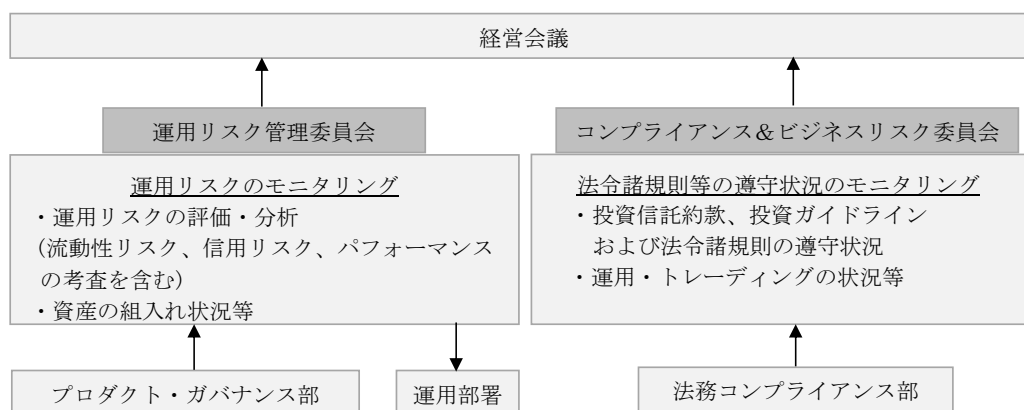 経営会議
運用リスク管理委員会
運用リスクのモニタリング
・運用リスクの評価・分析
(流動性リスク、信用リスク、パフォーマンス
の考査を含む)
・資産の組入れ状況等
コンプライアンス＆ビジネスリスク委員会
法令諸規則等の遵守状況のモニタリング
・投資信託約款、投資ガイドライン
および法令諸規則の遵守状況
・運用・トレーディングの状況等
プロダクト・ガバナンス部
運用部署
法務コンプライアンス部